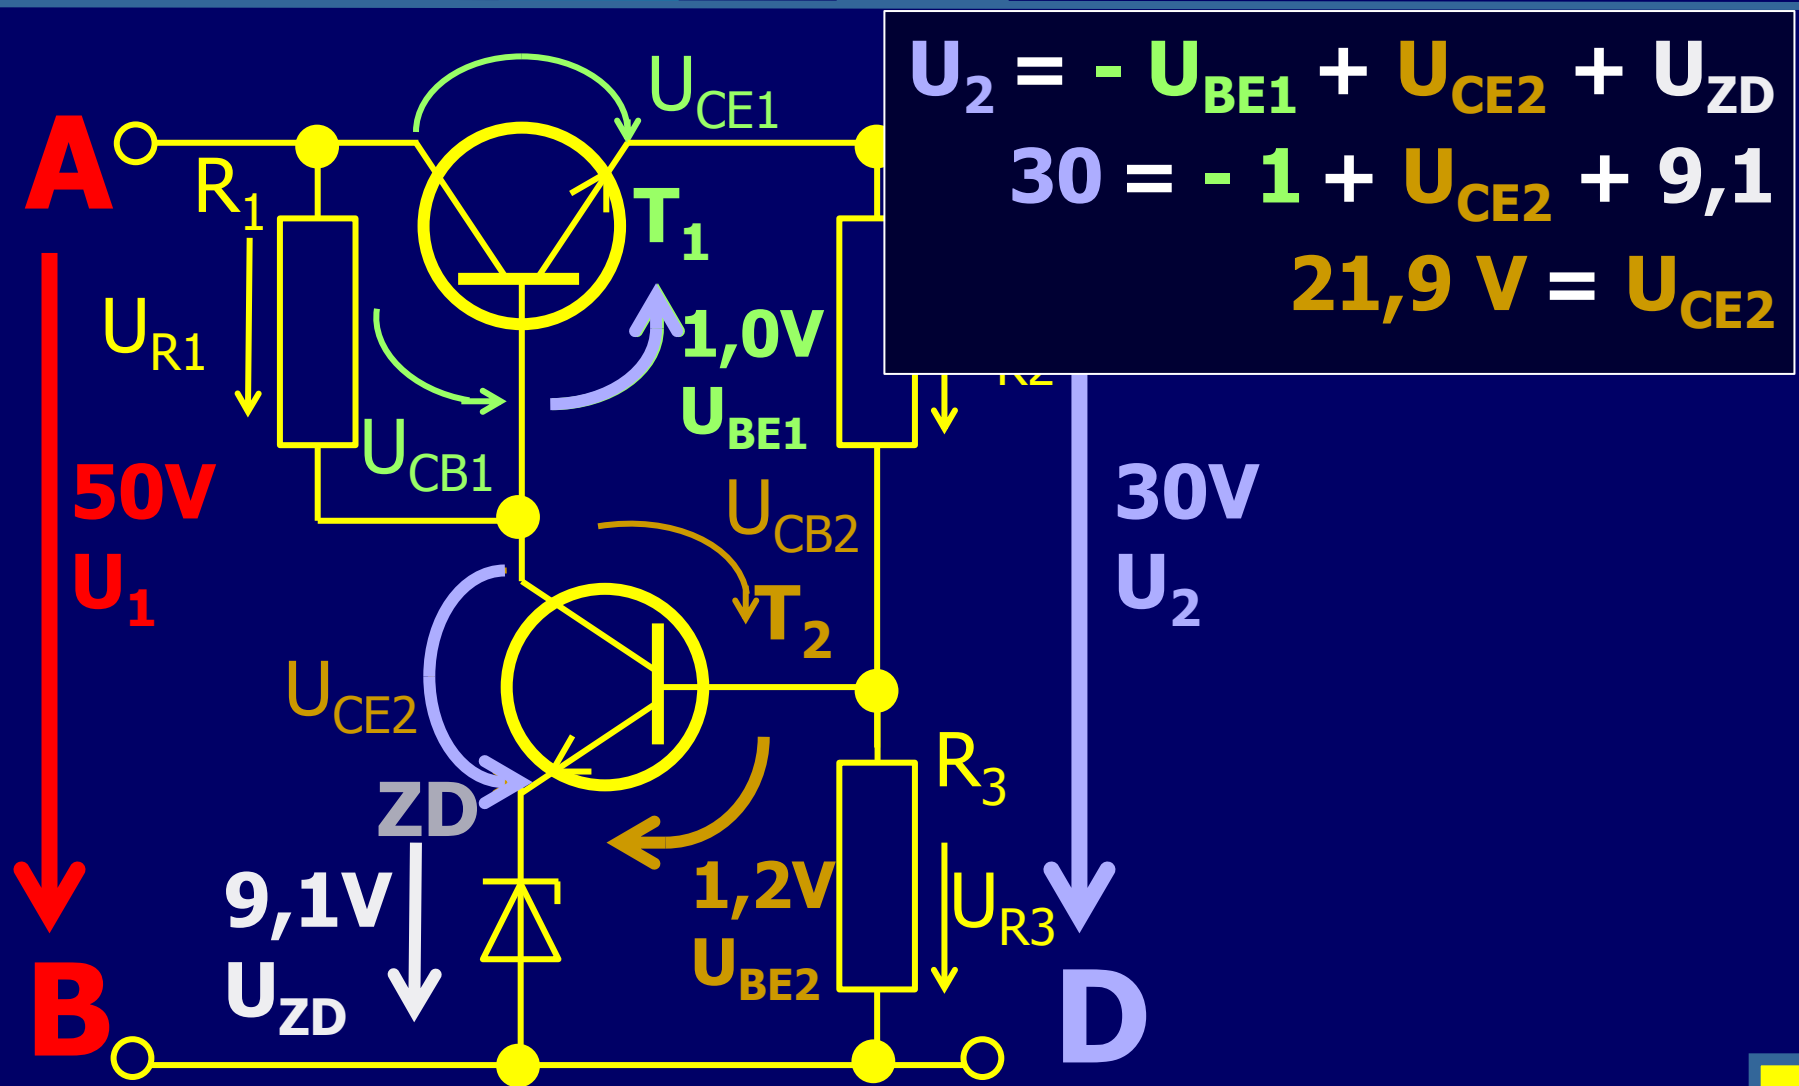 U2 = - UBE1 + UCE2 + UZD
30 = - 1 + UCE2 + 9,1
21,9 V = UCE2
UCE1
A
R1
T1
UR1
1,0V
UBE1
UCB1
R2
50V
U1
30V
U2
UCB2
T2
UCE2
R3
ZD
9,1V
UZD
1,2V
UBE2
UR3
B
D